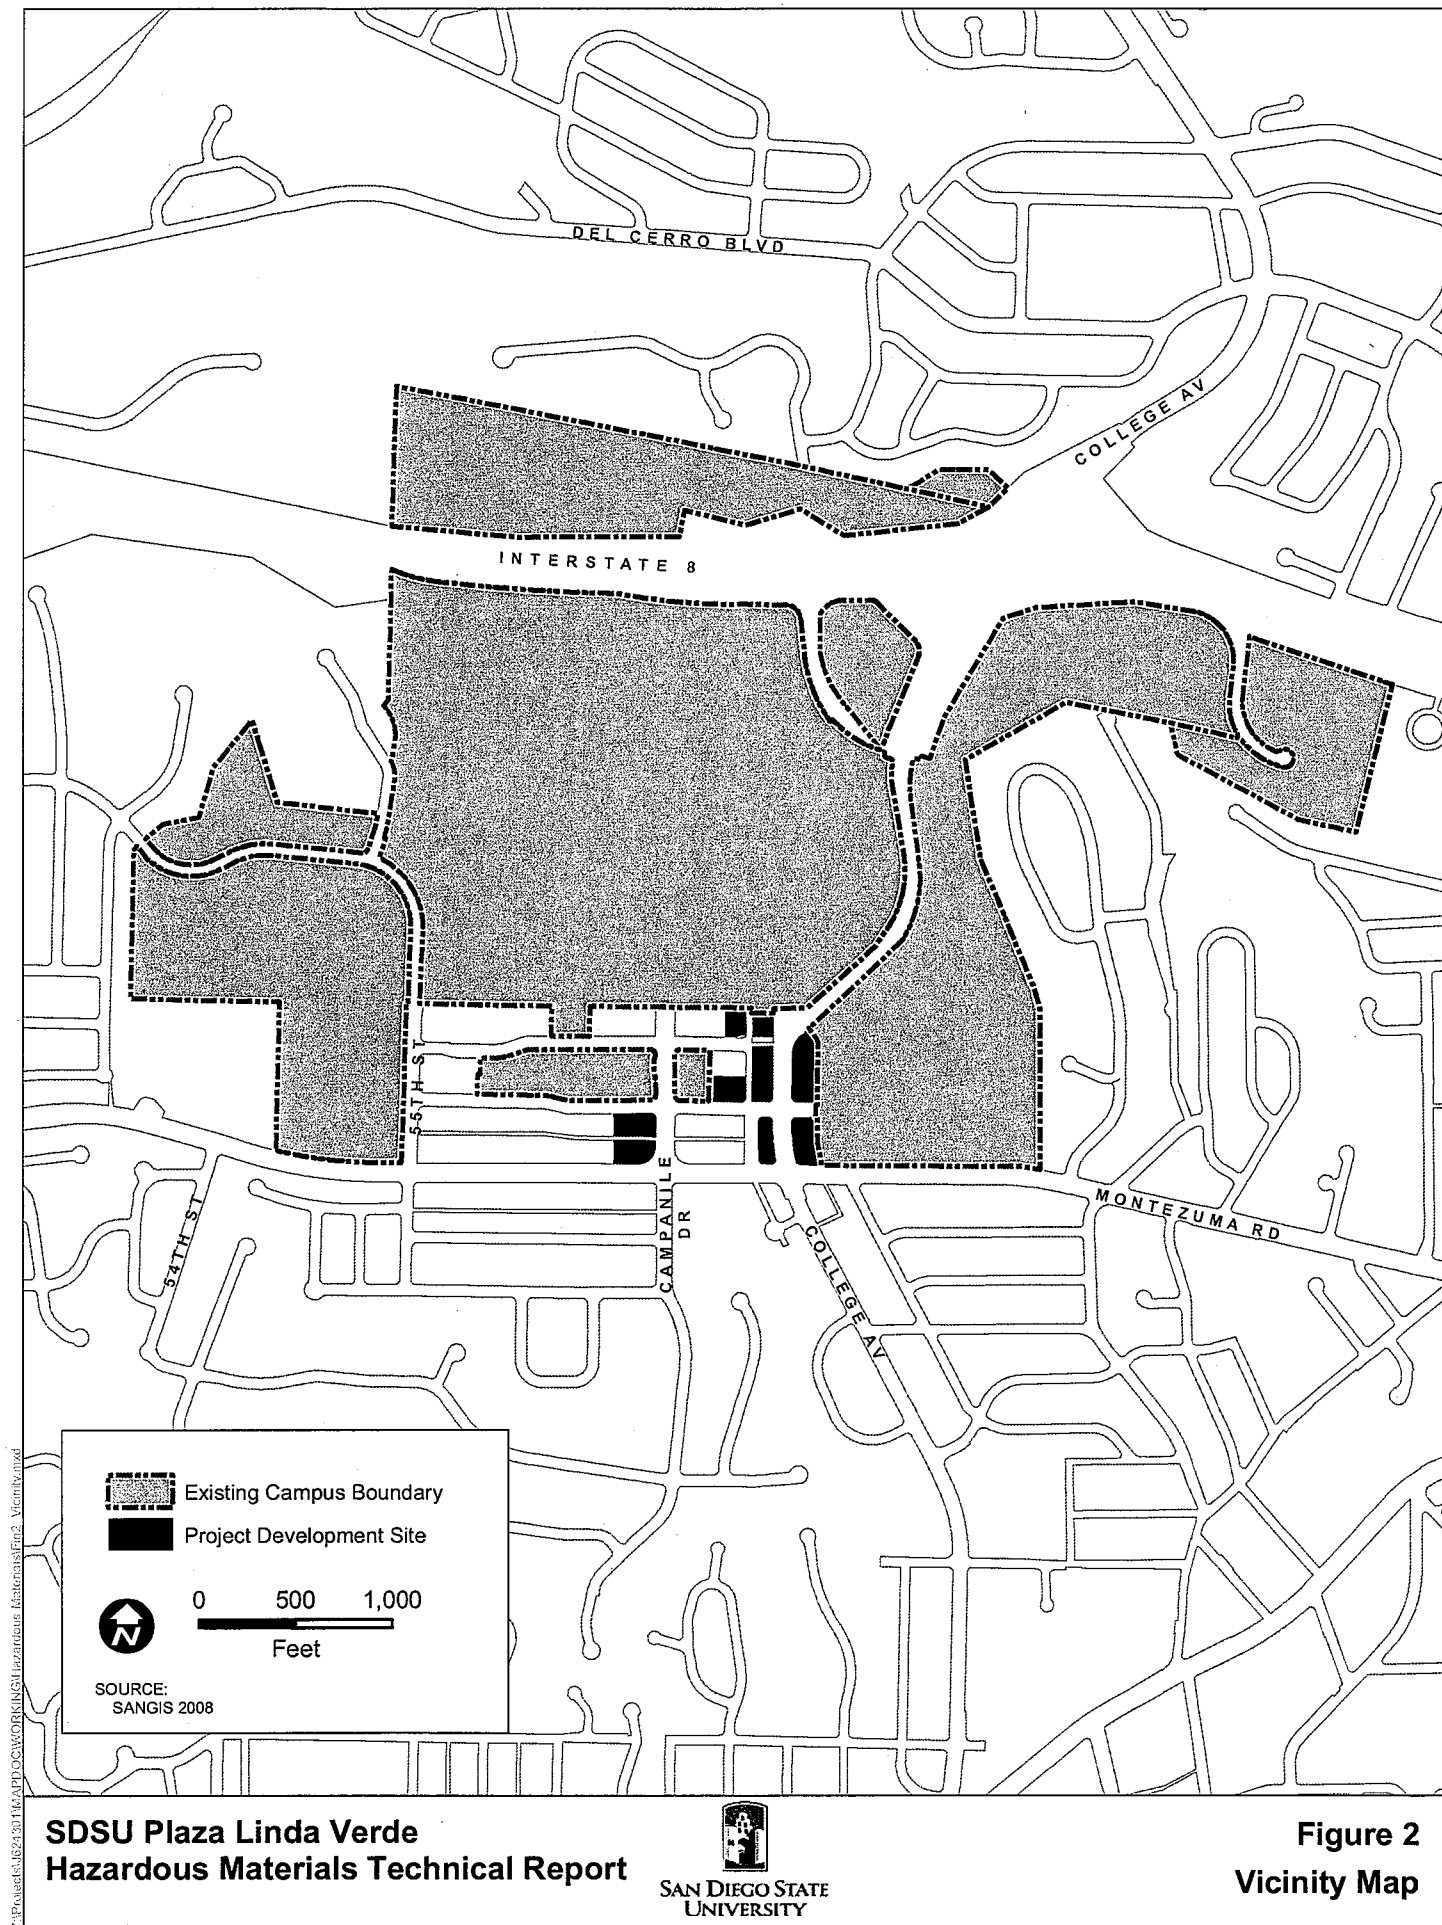 DEL CERRO BLVD
COLLEGE AV
INTERSTATE 8
55TH ST
54TH ST
CAMPANILE DR
MONTEZUMA RD
COLLEGE AV
Existing Campus Boundary
Project Development Site
0 500 1,000
Feet
N
SOURCE:
SANGIS 2008
SDSU Plaza Linda Verde
Hazardous Materials Technical Report
SAN DIEGO STATE
UNIVERSITY
Figure 2
Vicinity Map